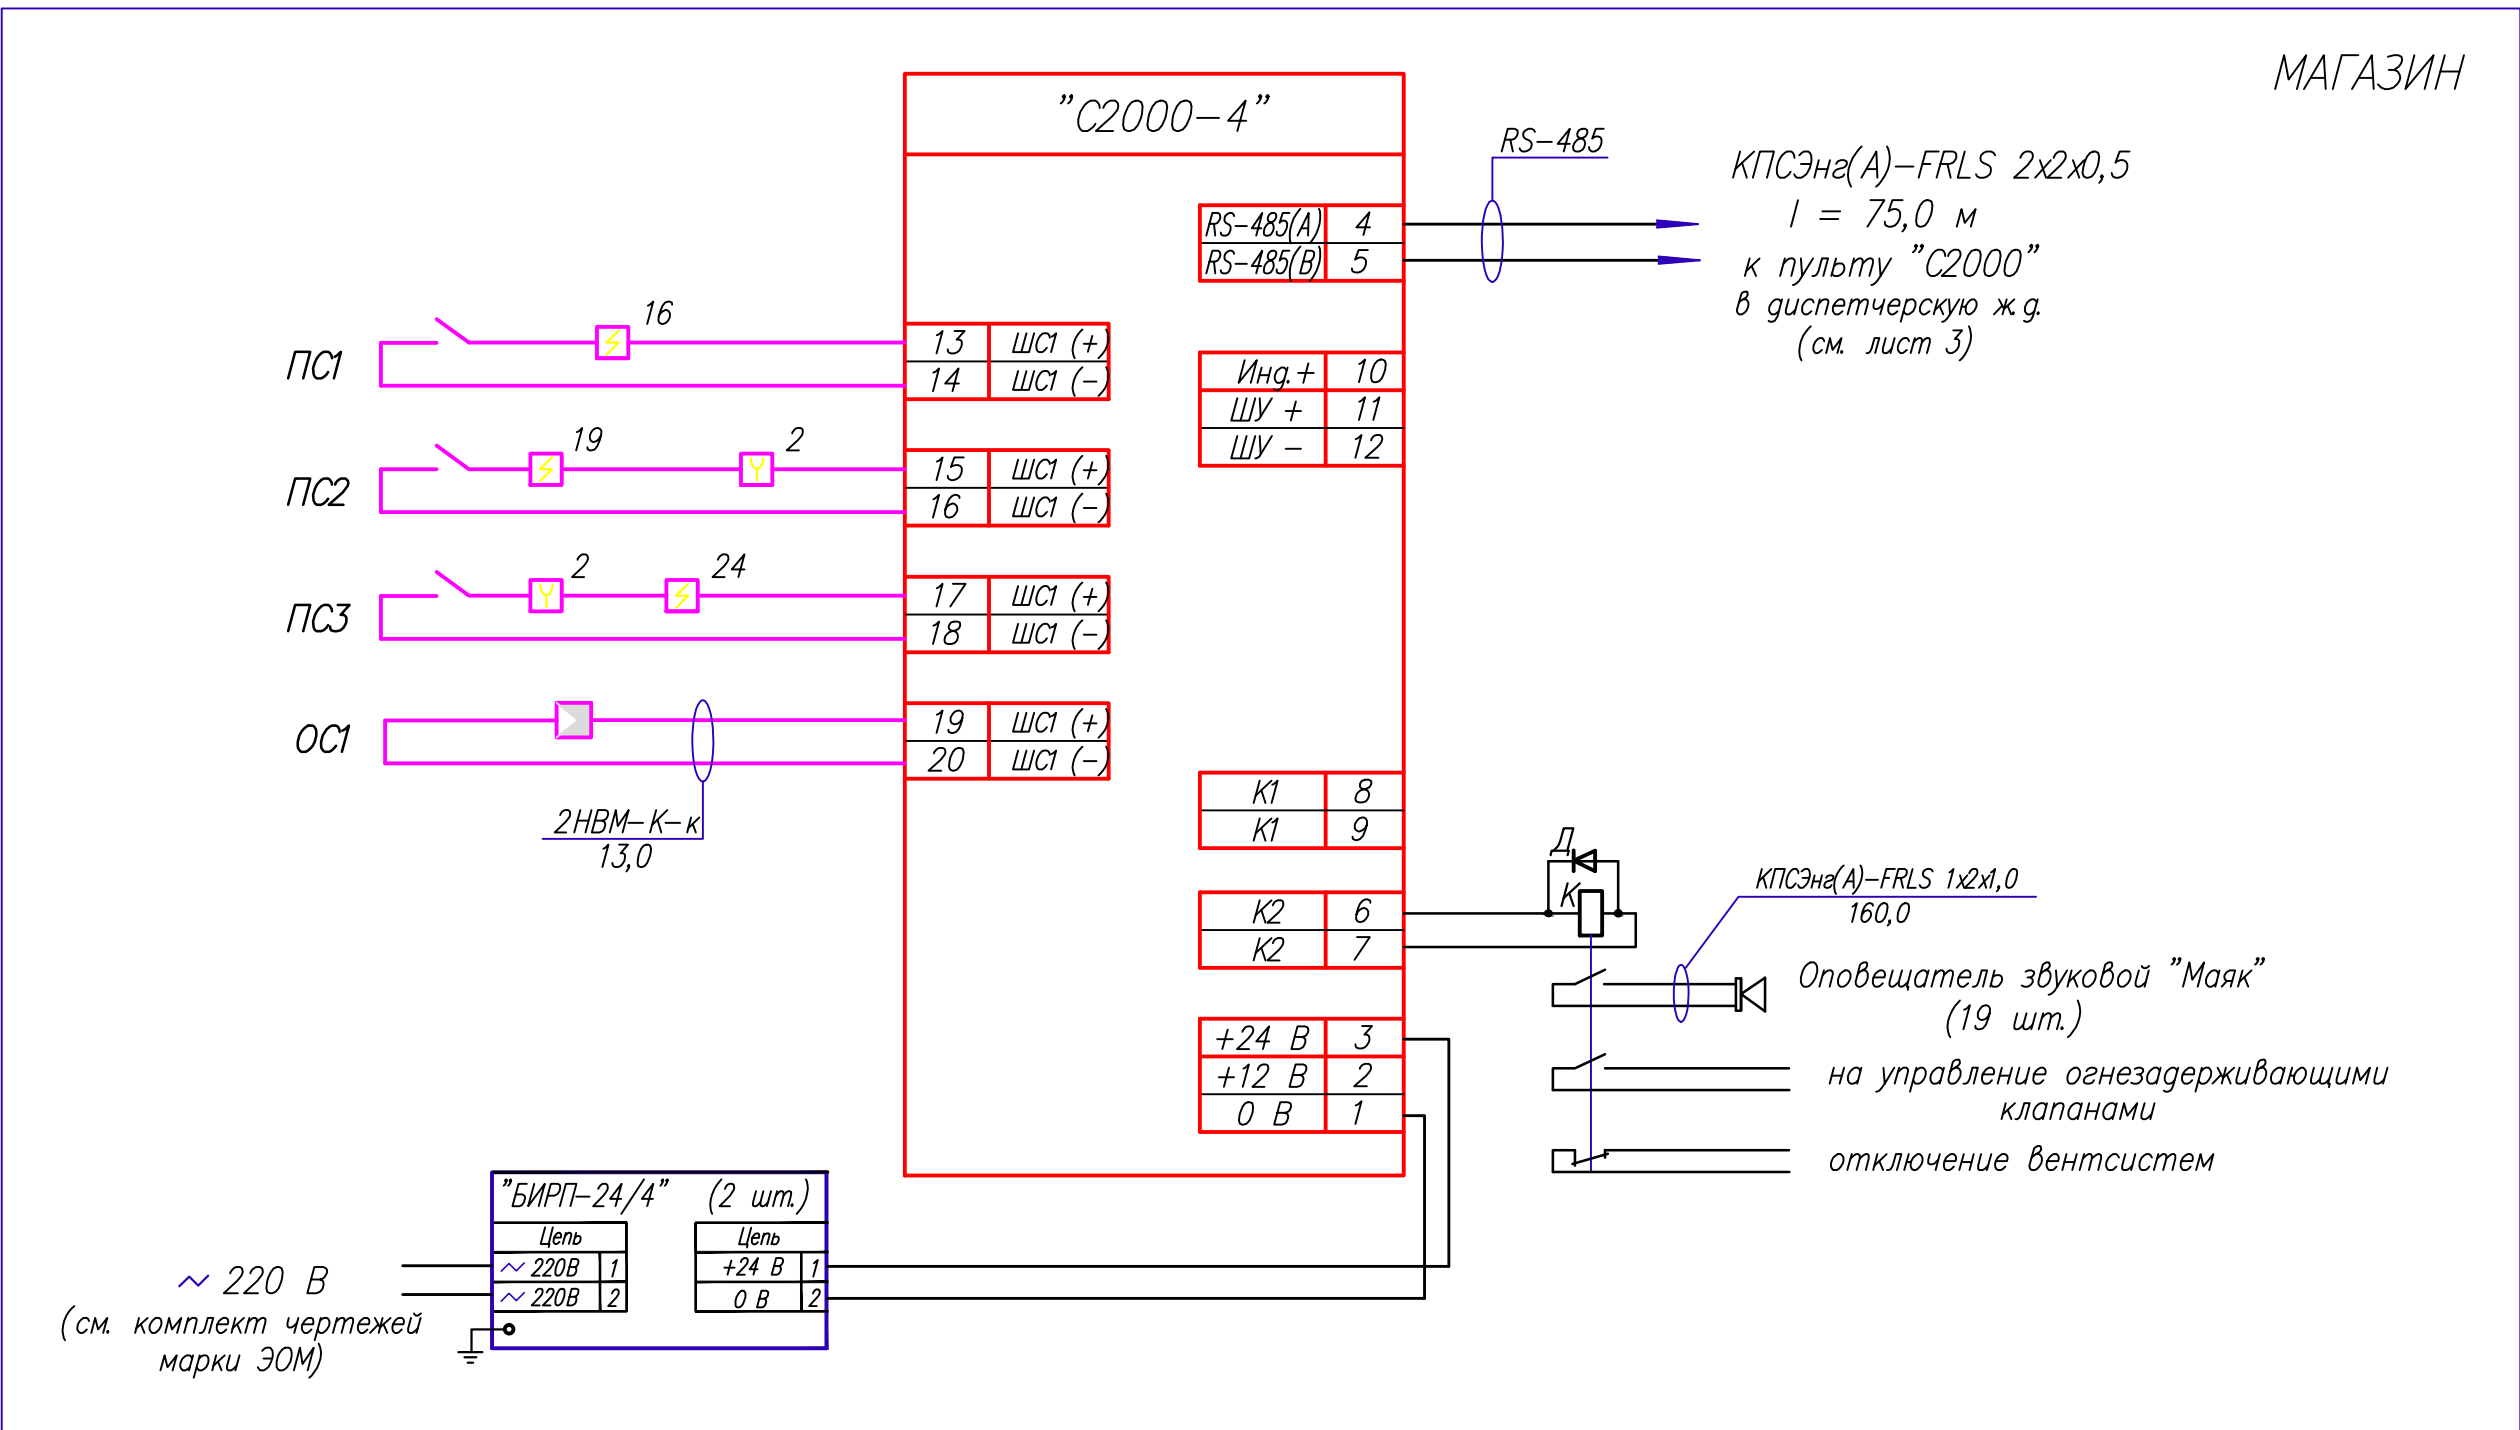 МАГАЗИН
"С2000-4"
RS-485
КПСЭнг(А)-FRLS 2х2х0,5
l = 75,0 м
к пульту "С2000"
в диспетчерскую ж.д.
(см. лист 3)
RS-485(А) 4
RS-485(В) 5
ПС1
16
13 ШС1 (+)
14 ШС1 (-)
Инд.+ 10
ШУ + 11
ШУ - 12
ПС2
19
2
15 ШС1 (+)
16 ШС1 (-)
ПС3
2
24
17 ШС1 (+)
18 ШС1 (-)
ОС1
19 ШС1 (+)
20 ШС1 (-)
2НВМ-К-к
13,0
К1 8
К1 9
К2 6
К2 7
Д
К
КПСЭнг(А)-FRLS 1х2х1,0
160,0
Оповещатель звуковой "Маяк"
(19 шт.)
на управление огнезадерживающими
клапанами
отключение вентсистем
+24 В 3
+12 В 2
0 В 1
"БИРП-24/4" (2 шт.)
Цепь
~ 220В 1
~ 220В 2
Цепь
+24 В 1
0 В 2
~ 220 В
(см. комплект чертежей
марки ЭОМ)